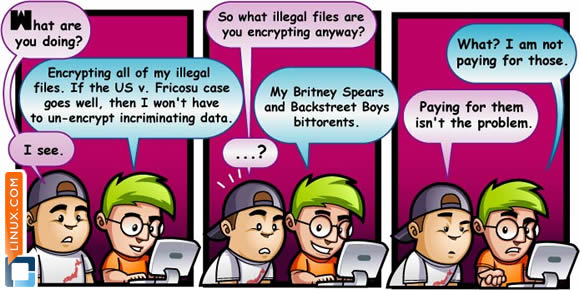 What are
you doing?
Encrypting all of my illegal
files. If the US v. Fricosu case
goes well, then I won't have
to un-encrypt incriminating data.
I see.
So what illegal files are
you encrypting anyway?
My Britney Spears
and Backstreet Boys
bittorents.
...?
What? I am not
paying for those.
Paying for them
isn't the problem.
LINUX.COM